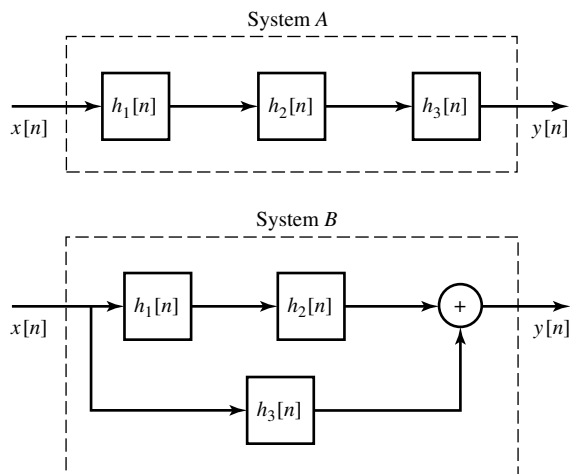 System A
h₁[n] h₂[n] h₃[n]
x[n] y[n]
System B
h₁[n] h₂[n] +
x[n] y[n]
h₃[n]